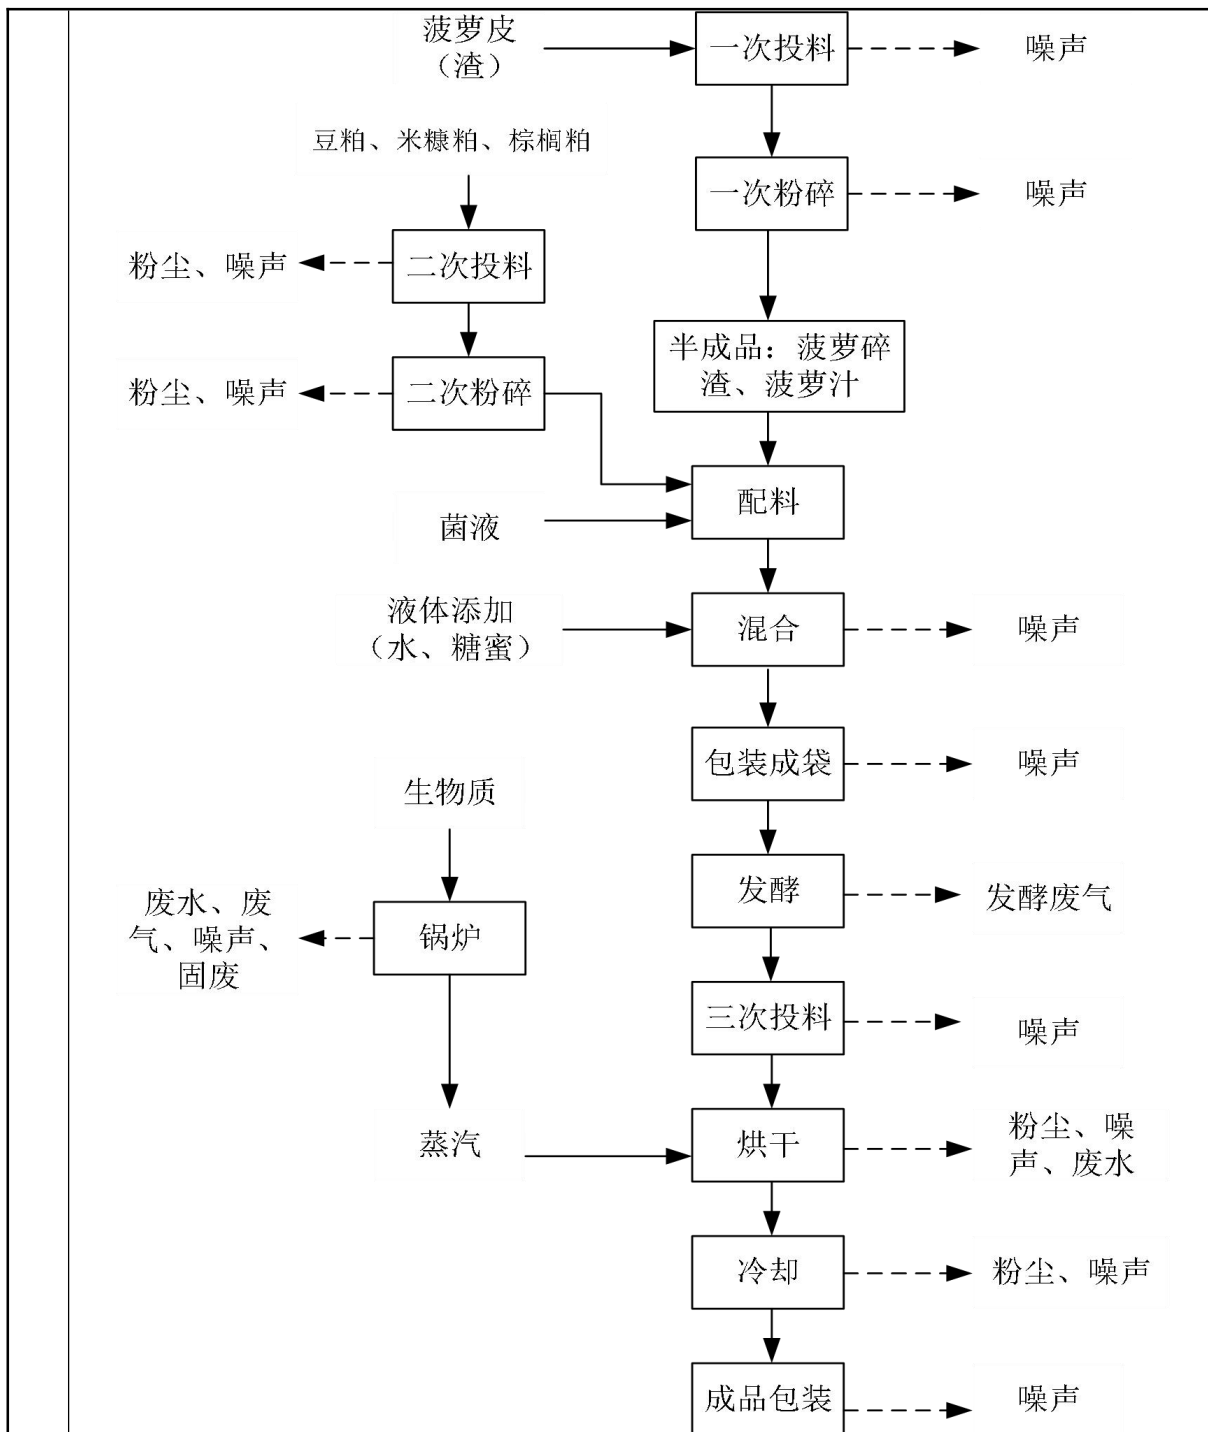 菠萝皮
（渣）
一次投料
噪声
豆粕、米糠粕、棕榈粕
一次粉碎
噪声
粉尘、噪声
二次投料
半成品：菠萝碎
渣、菠萝汁
粉尘、噪声
二次粉碎
配料
菌液
液体添加
（水、糖蜜）
混合
噪声
包装成袋
噪声
生物质
发酵
发酵废气
废水、废
气、噪声、
固废
锅炉
三次投料
噪声
蒸汽
烘干
粉尘、噪
声、废水
冷却
粉尘、噪声
成品包装
噪声